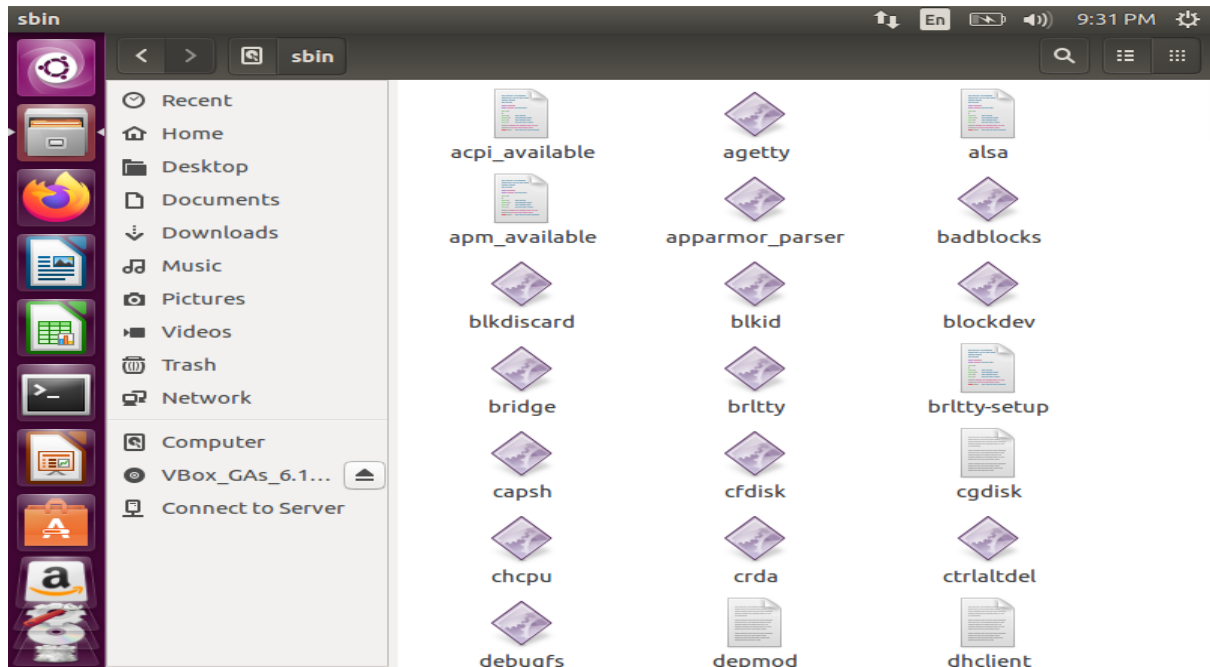 sbin
En
9:31 PM
sbin
Recent
Home
Desktop
Documents
Downloads
Music
Pictures
Videos
Trash
Network
Computer
VBox_GAs_6.1...
Connect to Server
acpi_available agetty alsa
apm_available apparmor_parser badblocks
blkdiscard blkid blockdev
bridge brltty brltty-setup
capsh cfdisk cgdisk
chcpu crda ctrlaltdel
debugfs depmod dhclient